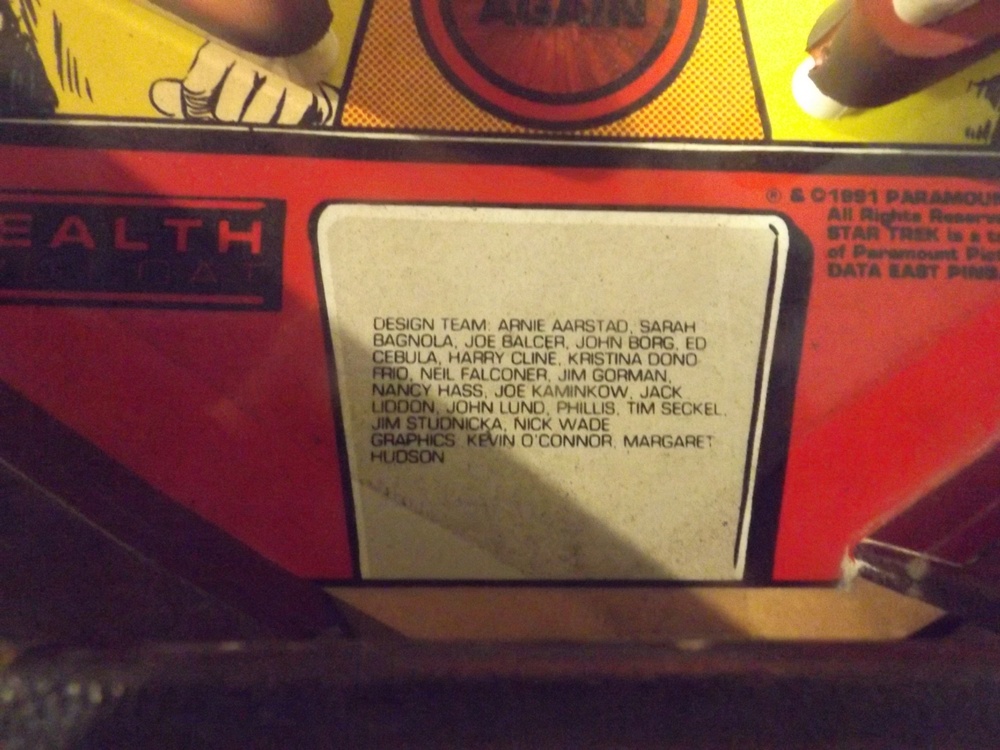 AGAIN
EALTH
® & ©1991 PARAMOU
All Rights Reserv
STAR TREK is a t
of Paramount Pic
DATA EAST PINB
DESIGN TEAM: ARNIE AARSTAD, SARAH
BAGNOLA, JOE BALCER, JOHN BORG, ED
CEBULA, HARRY CLINE, KRISTINA DONO
FRIO, NEIL FALCONER, JIM GORMAN,
NANCY HASS, JOE KAMINKOW, JACK
LIDDON, JOHN LUND, PHILLIS, TIM SECKEL,
JIM STUDNICKA, NICK WADE
GRAPHICS: KEVIN O'CONNOR, MARGARET
HUDSON